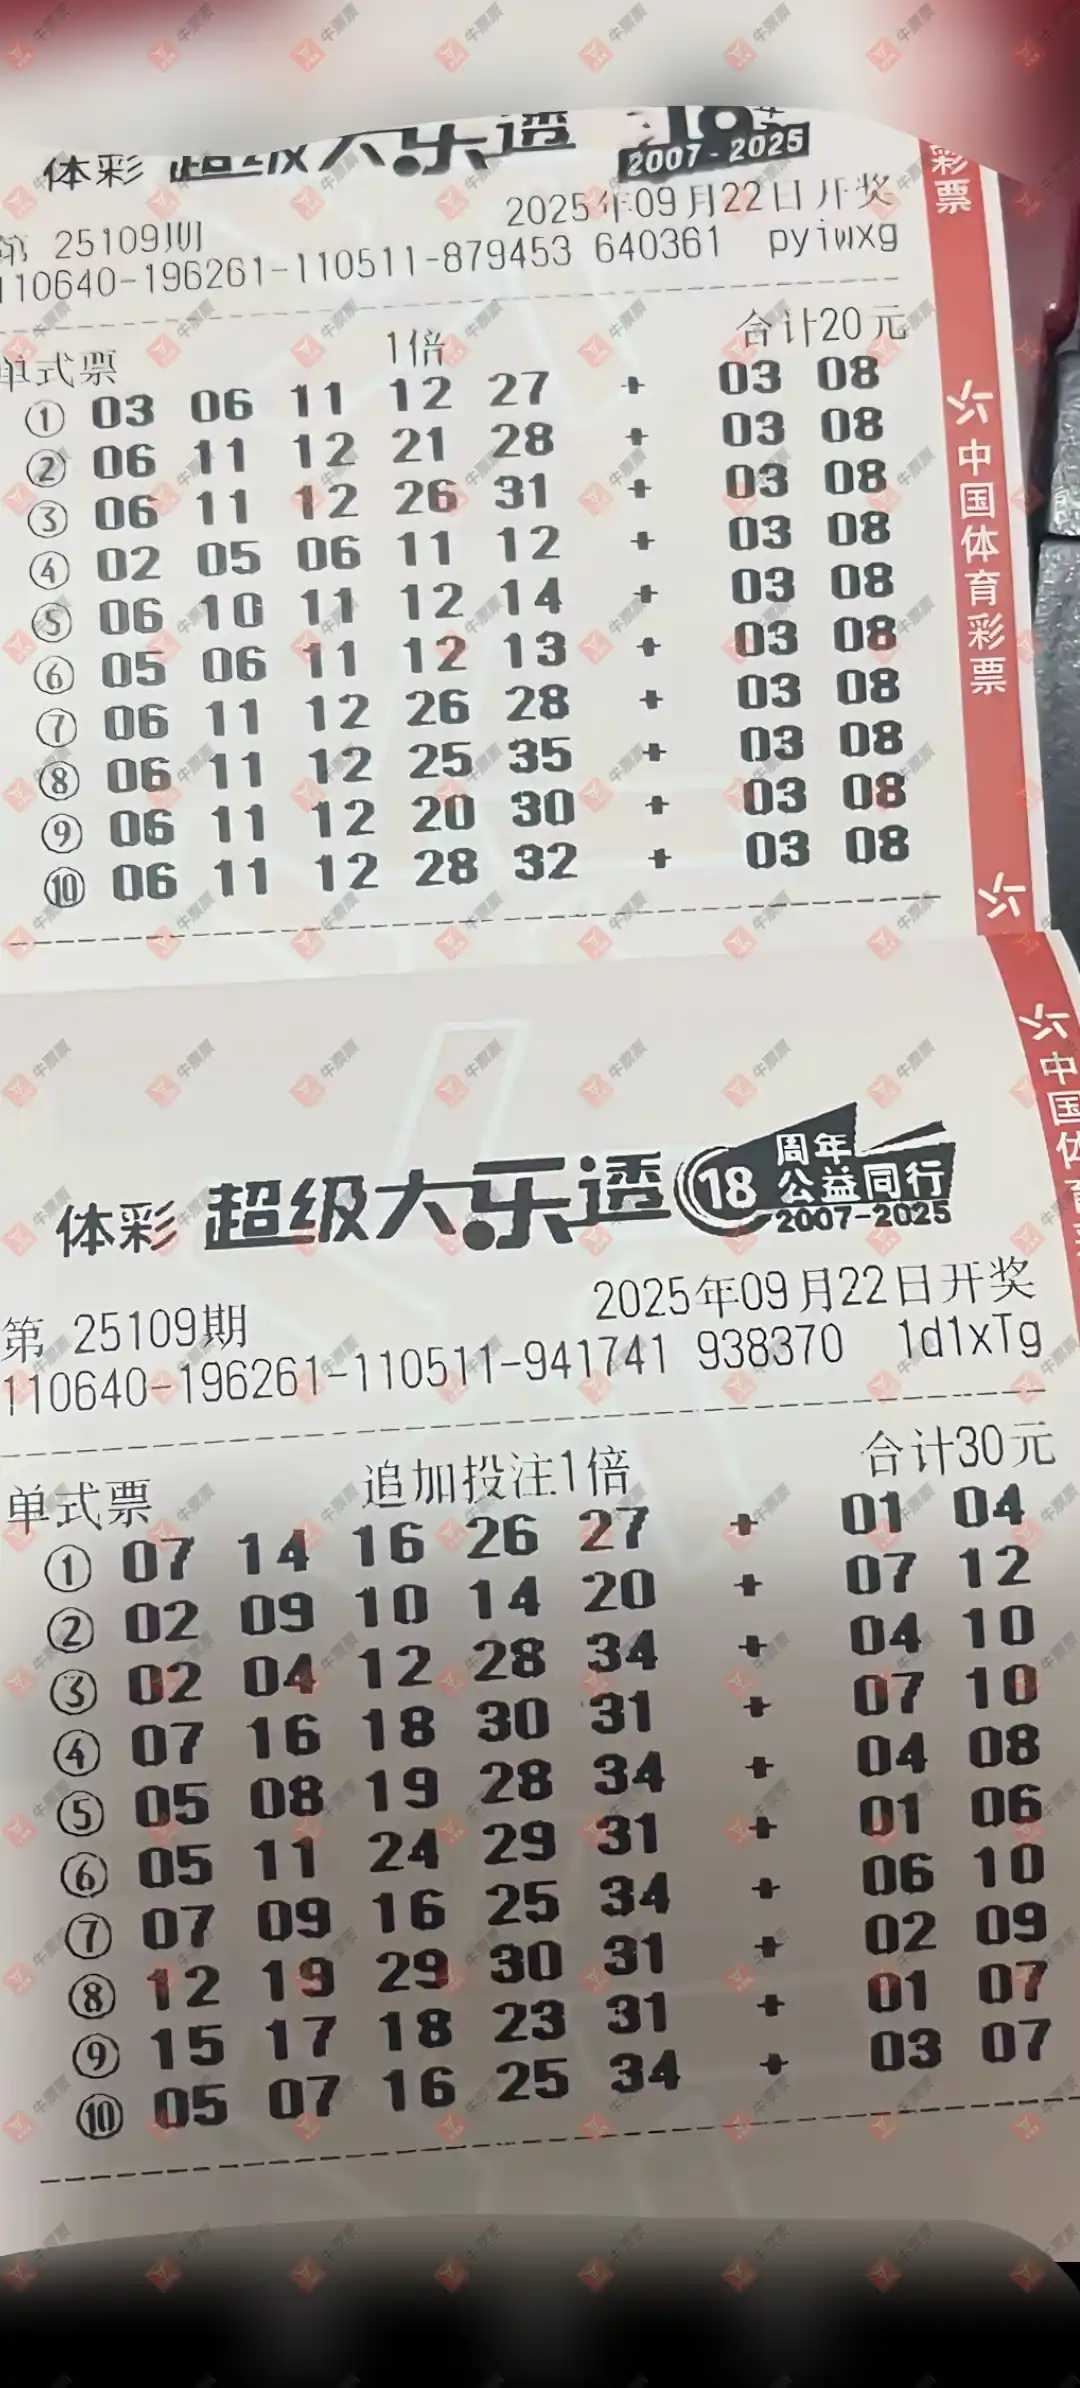 体彩 超级大乐透 18年
2007-2025
第 25109期 2025年09月22日开奖
110640-196261-110511-879453 640361 pyiwxg
单式票 1倍 合计20元
① 03 06 11 12 27 + 03 08
② 06 11 12 21 28 + 03 08
③ 06 11 12 26 31 + 03 08
④ 02 05 06 11 12 + 03 08
⑤ 06 10 11 12 14 + 03 08
⑥ 05 06 11 12 13 + 03 08
⑦ 06 11 12 26 28 + 03 08
⑧ 06 11 12 25 35 + 03 08
⑨ 06 11 12 20 30 + 03 08
⑩ 06 11 12 28 32 + 03 08
彩票
中国体育彩票
体彩 超级大乐透 18周年
公益同行
2007-2025
第 25109期 2025年09月22日开奖
110640-196261-110511-941741 938370 1d1xTg
单式票 追加投注1倍 合计30元
① 07 14 16 26 27 + 01 04
② 02 09 10 14 20 + 07 12
③ 02 04 12 28 34 + 04 10
④ 07 16 18 30 31 + 07 10
⑤ 05 08 19 28 34 + 04 08
⑥ 05 11 24 29 31 + 01 06
⑦ 07 09 16 25 34 + 06 10
⑧ 12 19 29 30 31 + 02 09
⑨ 15 17 18 23 31 + 01 07
⑩ 05 07 16 25 34 + 03 07
中国体育
牛票票